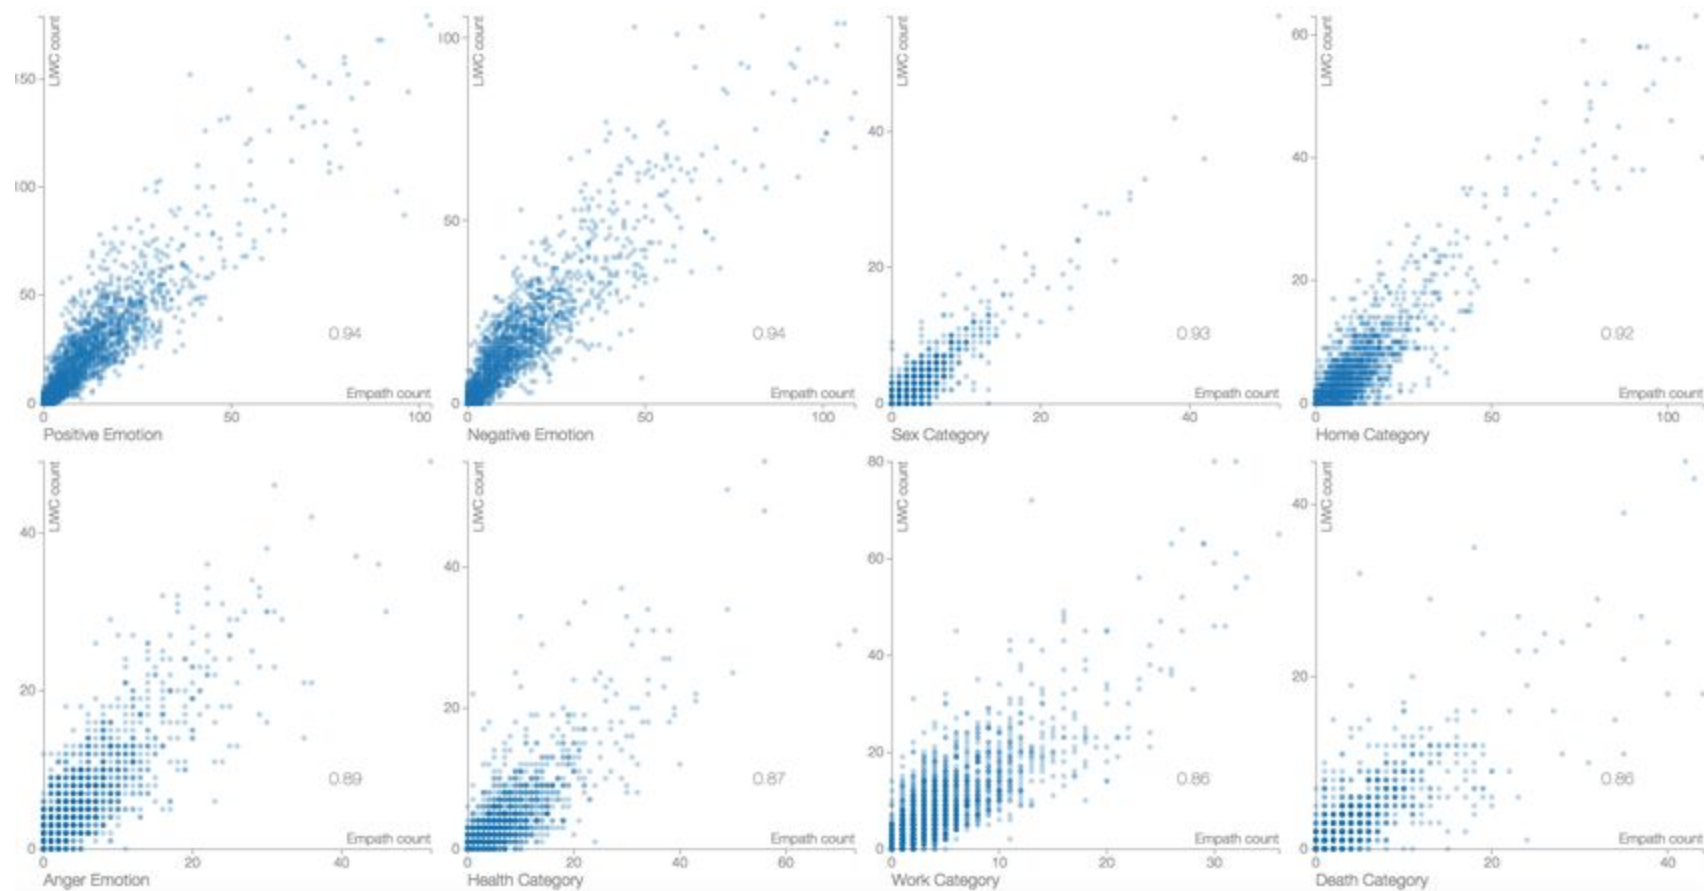 LIWC count
150
100
50
0
0.94
Empath count
0 50 100
Positive Emotion
LIWC count
100
50
0
0.94
Empath count
0 50 100
Negative Emotion
LIWC count
40
20
0
0.93
Empath count
0 20 40
Sex Category
LIWC count
60
40
20
0
0.92
Empath count
0 50 100
Home Category
LIWC count
40
20
0
0.89
Empath count
0 20 40
Anger Emotion
LIWC count
40
20
0
0.87
Empath count
0 20 40 60
Health Category
LIWC count
80
60
40
20
0
0.86
Empath count
0 10 20 30
Work Category
LIWC count
40
20
0
0.86
Empath count
0 20 40
Death Category